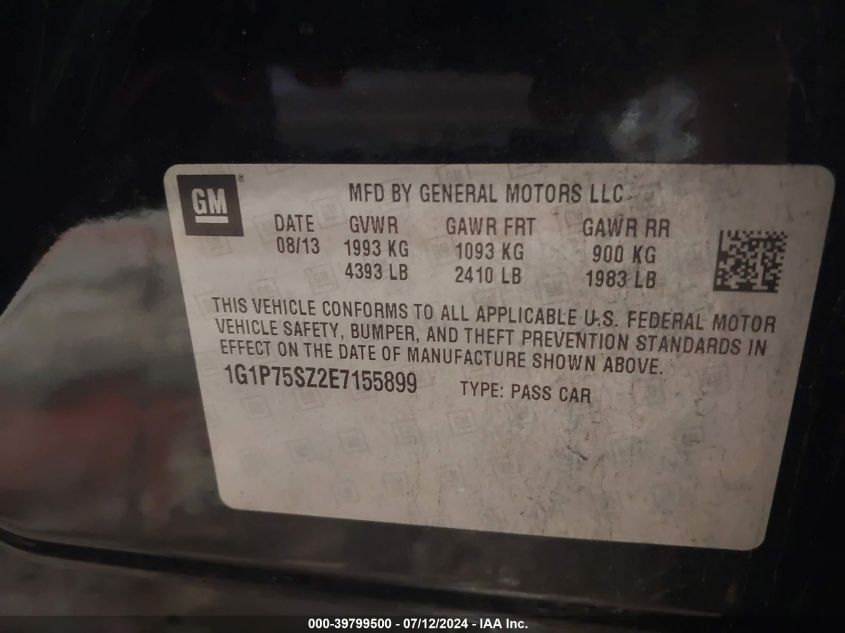 GM ® MFD BY GENERAL MOTORS LLC
DATE GVWR GAWR FRT GAWR RR
08/13 1993 KG 1093 KG 900 KG
4393 LB 2410 LB 1983 LB
THIS VEHICLE CONFORMS TO ALL APPLICABLE U.S. FEDERAL MOTOR
VEHICLE SAFETY, BUMPER, AND THEFT PREVENTION STANDARDS IN
EFFECT ON THE DATE OF MANUFACTURE SHOWN ABOVE.
1G1P75SZ2E7155899 TYPE: PASS CAR
000-39799500 - 07/12/2024 - IAA Inc.